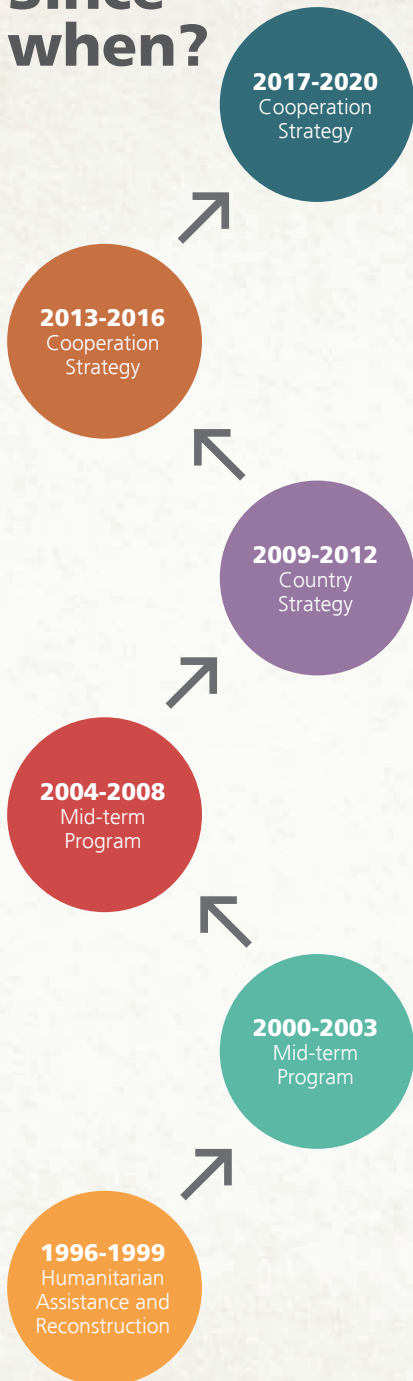 Since
when?
2017-2020
Cooperation
Strategy
2013-2016
Cooperation
Strategy
2009-2012
Country
Strategy
2004-2008
Mid-term
Program
2000-2003
Mid-term
Program
1996-1999
Humanitarian
Assistance and
Reconstruction